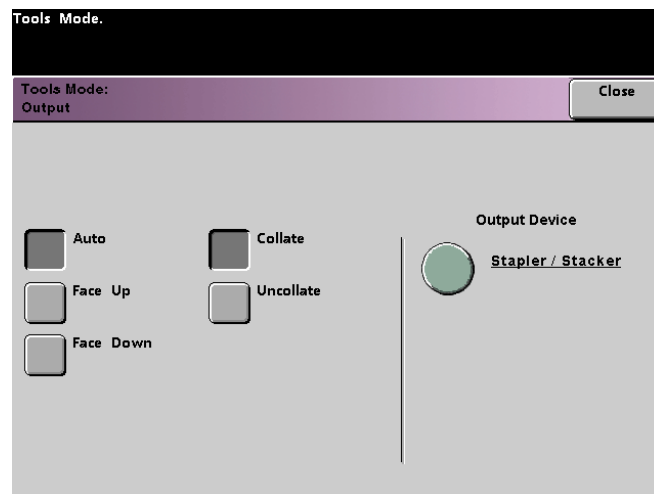 Tools Mode.
Tools Mode:
Output
Close
Auto
Face Up
Face Down
Collate
Uncollate
Output Device
Stapler / Stacker